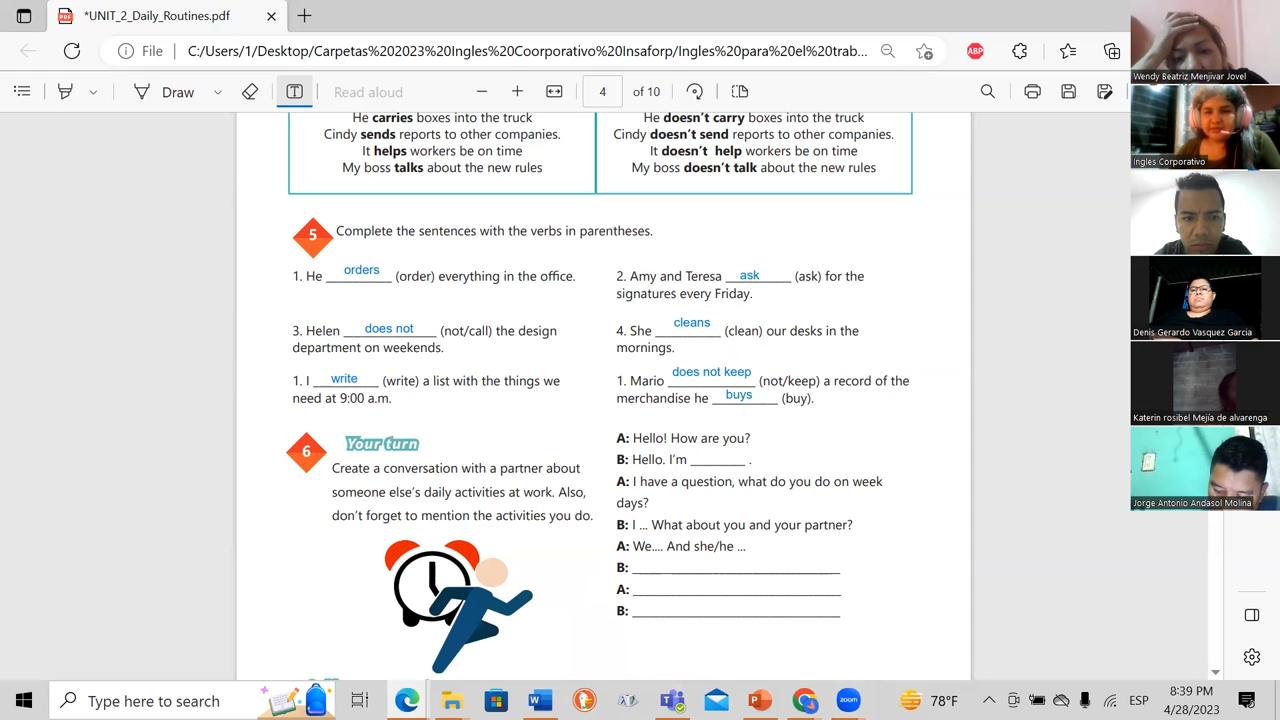 *UNIT_2_Daily_Routines.pdf
File
C:/Users/1/Desktop/Carpetas%202023%20Ingles%20Coorporativo%20Insaforp/Ingles%20para%20el%20trab...
ABP
Draw
Read aloud
4
of 10
He carries boxes into the truck
Cindy sends reports to other companies.
It helps workers be on time
My boss talks about the new rules
He doesn't carry boxes into the truck
Cindy doesn't send reports to other companies.
It doesn't help workers be on time
My boss doesn't talk about the new rules
5 Complete the sentences with the verbs in parentheses.
1. He orders (order) everything in the office.
2. Amy and Teresa ask (ask) for the
signatures every Friday.
3. Helen does not (not/call) the design
department on weekends.
4. She cleans (clean) our desks in the
mornings.
1. I write (write) a list with the things we
need at 9:00 a.m.
1. Mario does not keep (not/keep) a record of the
merchandise he buys (buy).
6 Your turn
Create a conversation with a partner about
someone else's daily activities at work. Also,
don't forget to mention the activities you do.
A: Hello! How are you?
B: Hello. I'm ________ .
A: I have a question, what do you do on week
days?
B: I ... What about you and your partner?
A: We.... And she/he ...
B: ______________________________
A: ______________________________
B: ______________________________
Wendy Beatriz Menjivar Jovel
Ingles Corporativo
Denis Gerardo Vasquez Garcia
Katerin rosibel Mejía de alvarenga
Jorge Antonio Andasol Molina
Type here to search
zoom
78°F
ESP
8:39 PM
4/28/2023